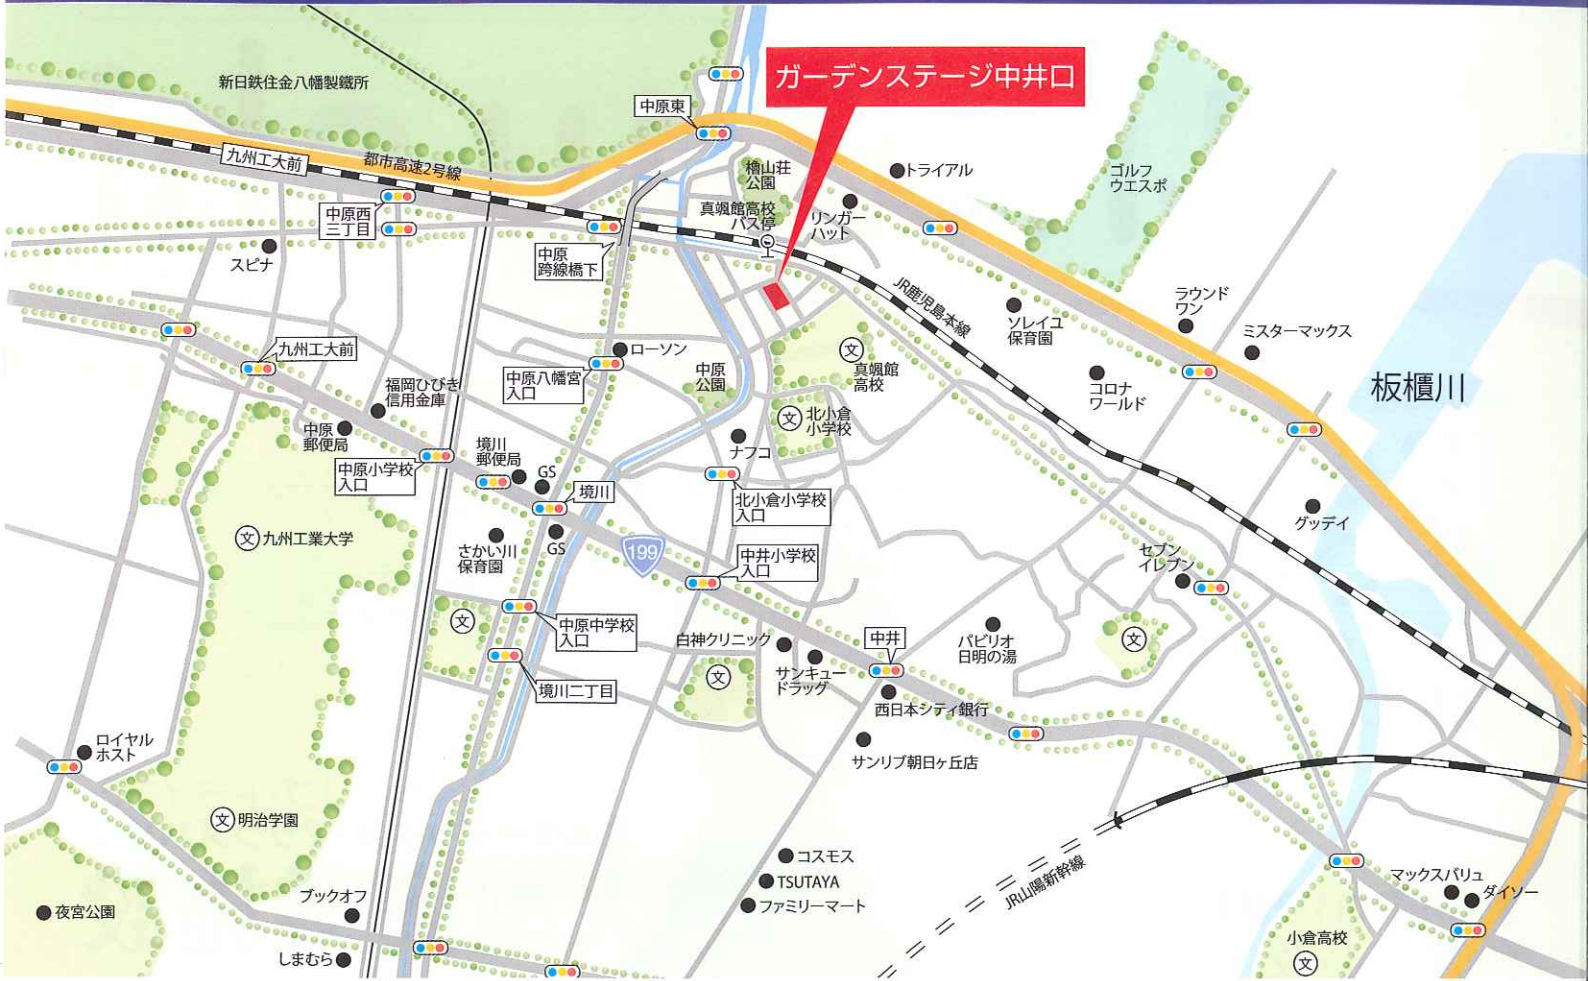 新日鉄住金八幡製鐵所
ガーデンステージ中井口
中原東
九州工大前
都市高速2号線
中原西
三丁目
スピナ
中原
跨線橋下
檜山荘
公園
真颯館高校
バス停
リンガー
ハット
トライアル
ゴルフ
ウエスポ
JR鹿児島本線
ソレイユ
保育園
ラウンド
ワン
ミスターマックス
コロナ
ワールド
板櫃川
九州工大前
福岡ひびき
信用金庫
中原
郵便局
中原小学校
入口
ローソン
中原八幡宮
入口
中原
公園
文
真颯館
高校
文
北小倉
小学校
ナフコ
北小倉小学校
入口
境川
郵便局
GS
境川
GS
さかい川
保育園
199
中井小学校
入口
グッデイ
セブン
イレブン
文
九州工業大学
文
中原中学校
入口
境川二丁目
白神クリニック
文
サンキュー
ドラッグ
中井
西日本シティ銀行
パピリオ
日明の湯
文
サンリブ朝日ヶ丘店
ロイヤル
ホスト
文
明治学園
夜宮公園
ブックオフ
しまむら
コスモス
TSUTAYA
ファミリーマート
JR山陽新幹線
マックスバリュ
ダイソー
小倉高校
文